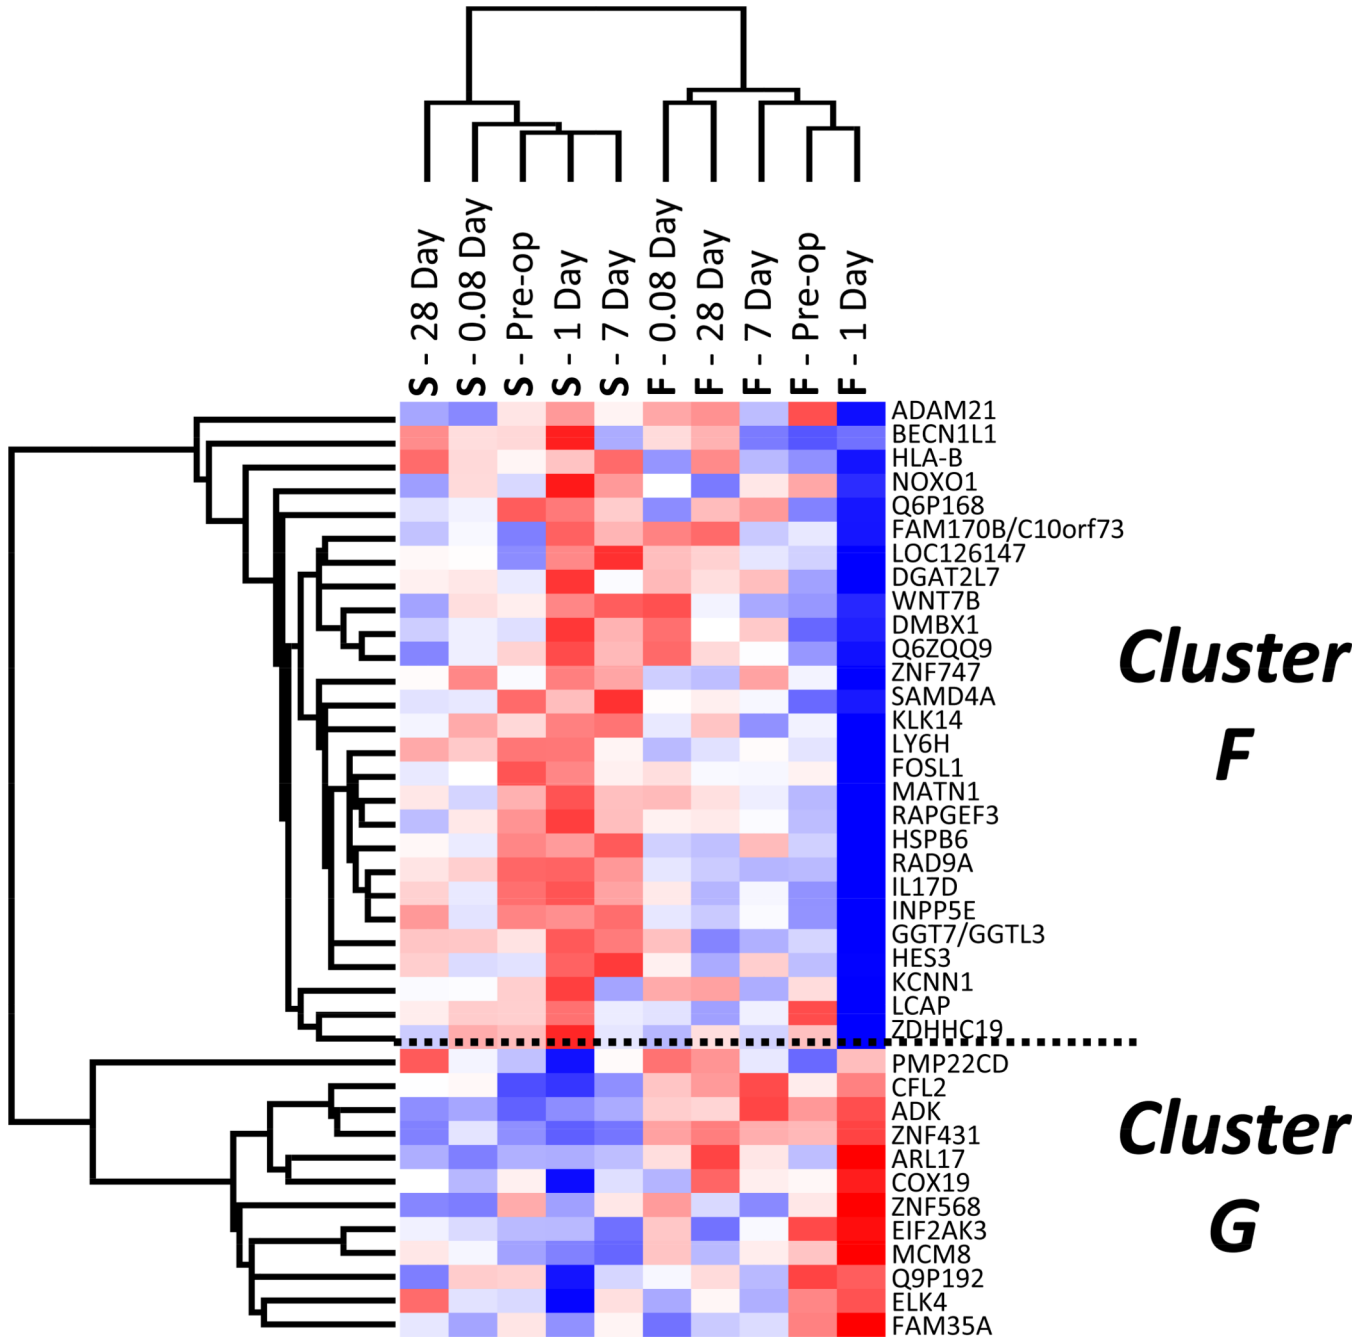 S - 28 Day
S - 0.08 Day
S - Pre-op
S - 1 Day
S - 7 Day
F - 0.08 Day
F - 28 Day
F - 7 Day
F - Pre-op
F - 1 Day
ADAM21
BECN1L1
HLA-B
NOXO1
Q6P168
FAM170B/C10orf73
LOC126147
DGAT2L7
WNT7B
DMBX1
Q6ZQQ9
ZNF747
SAMD4A
KLK14
LY6H
FOSL1
MATN1
RAPGEF3
HSPB6
RAD9A
IL17D
INPP5E
GGT7/GGTL3
HES3
KCNN1
LCAP
ZDHHC19
Cluster
F
PMP22CD
CFL2
ADK
ZNF431
ARL17
COX19
ZNF568
EIF2AK3
MCM8
Q9P192
ELK4
FAM35A
Cluster
G